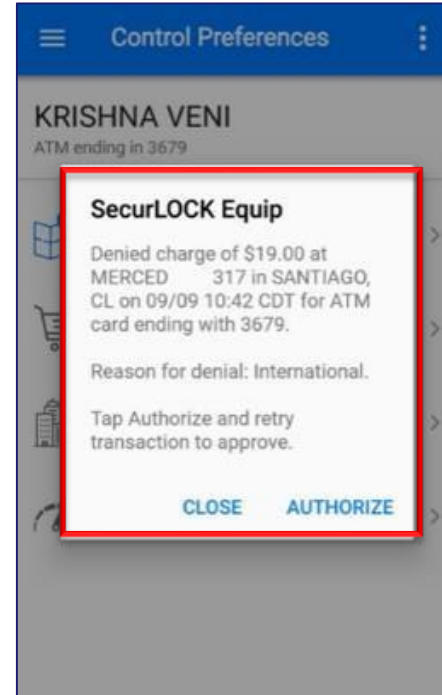 Control Preferences
KRISHNA VENI
ATM ending in 3679
SecurLOCK Equip
Denied charge of $19.00 at
MERCED 317 in SANTIAGO,
CL on 09/09 10:42 CDT for ATM
card ending with 3679.
Reason for denial: International.
Tap Authorize and retry
transaction to approve.
CLOSE AUTHORIZE